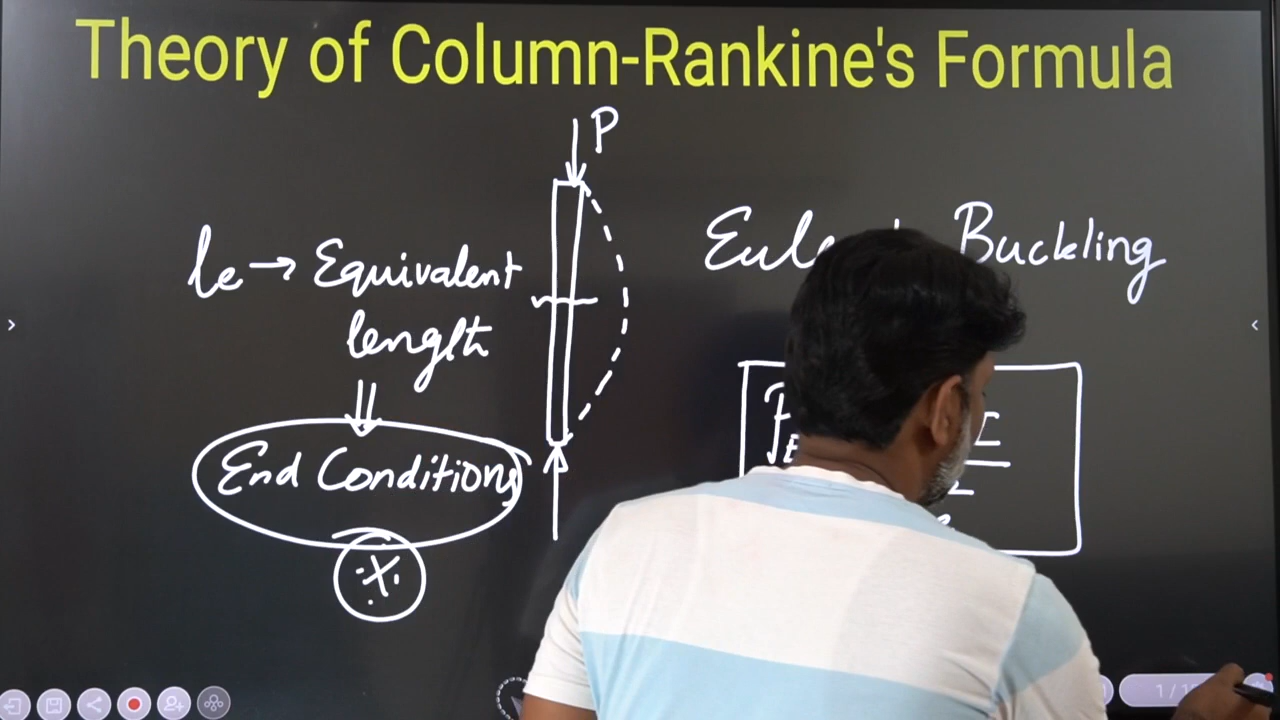 Theory of Column-Rankine's Formula
P
le → Equivalent
length
End Conditions
Buckling